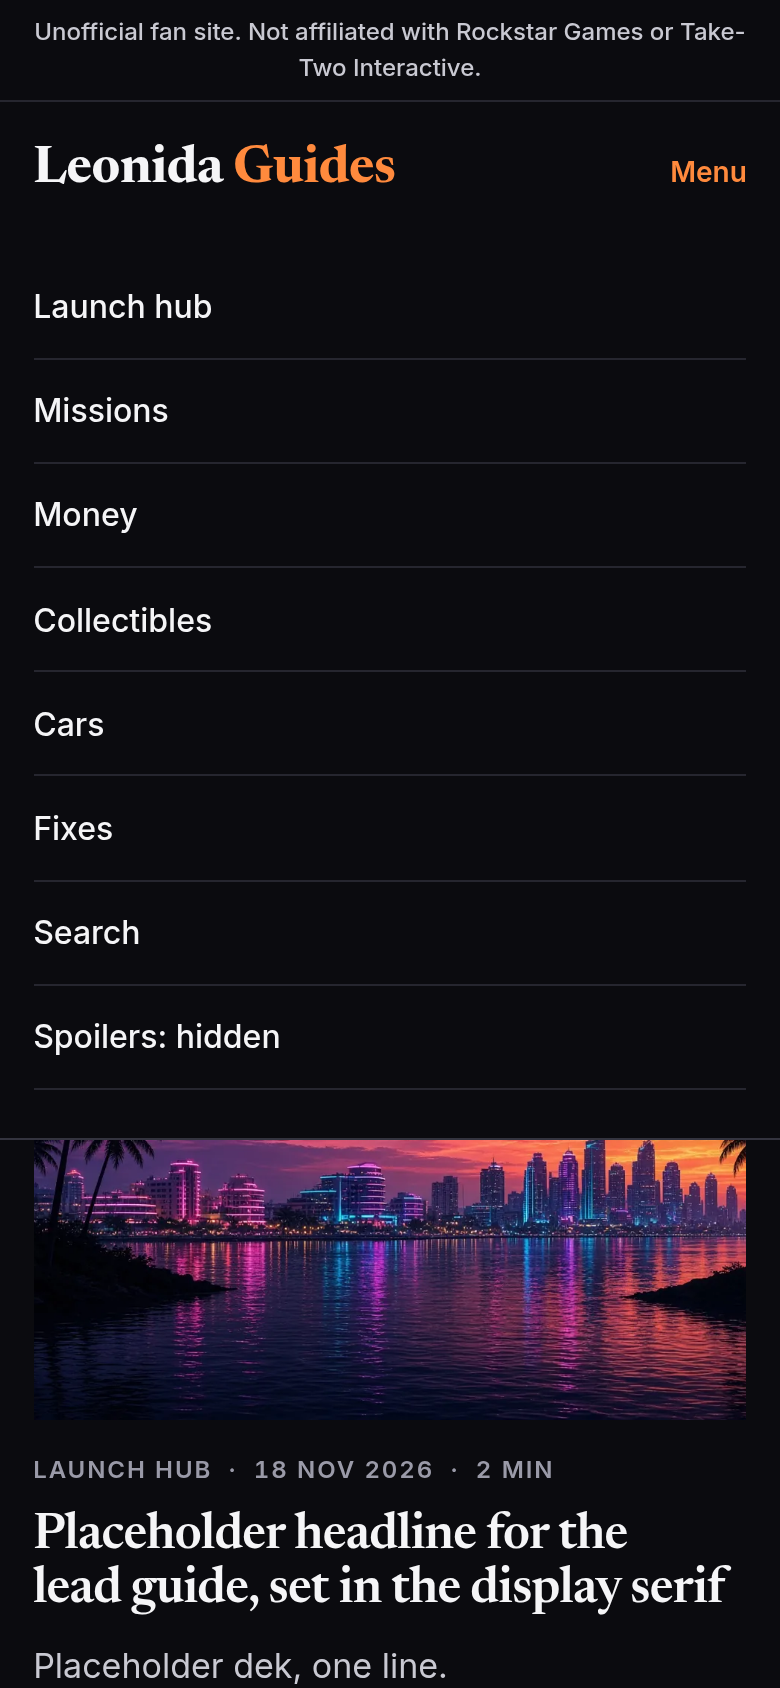 Unofficial fan site. Not affiliated with Rockstar Games or Take-
Two Interactive.
Leonida Guides
Menu
Launch hub
Missions
Money
Collectibles
Cars
Fixes
Search
Spoilers: hidden
LAUNCH HUB · 18 NOV 2026 · 2 MIN
Placeholder headline for the
lead guide, set in the display serif
Placeholder dek, one line.